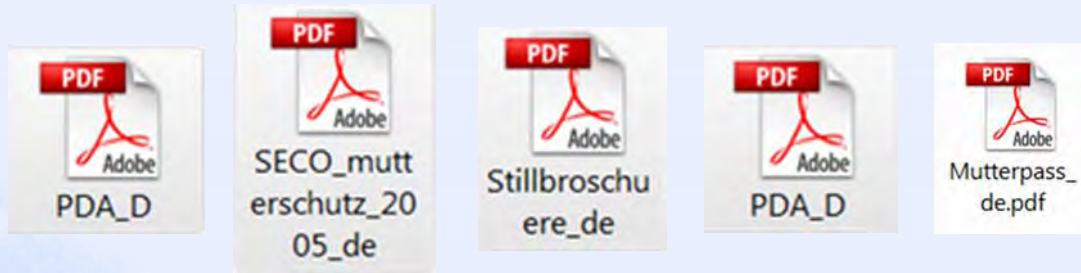 PDF
Adobe
PDA_D
PDF
Adobe
SECO_mutt
erschutz_20
05_de
PDF
Adobe
Stillbroschu
ere_de
PDF
Adobe
PDA_D
PDF
Adobe
Mutterpass_
de.pdf